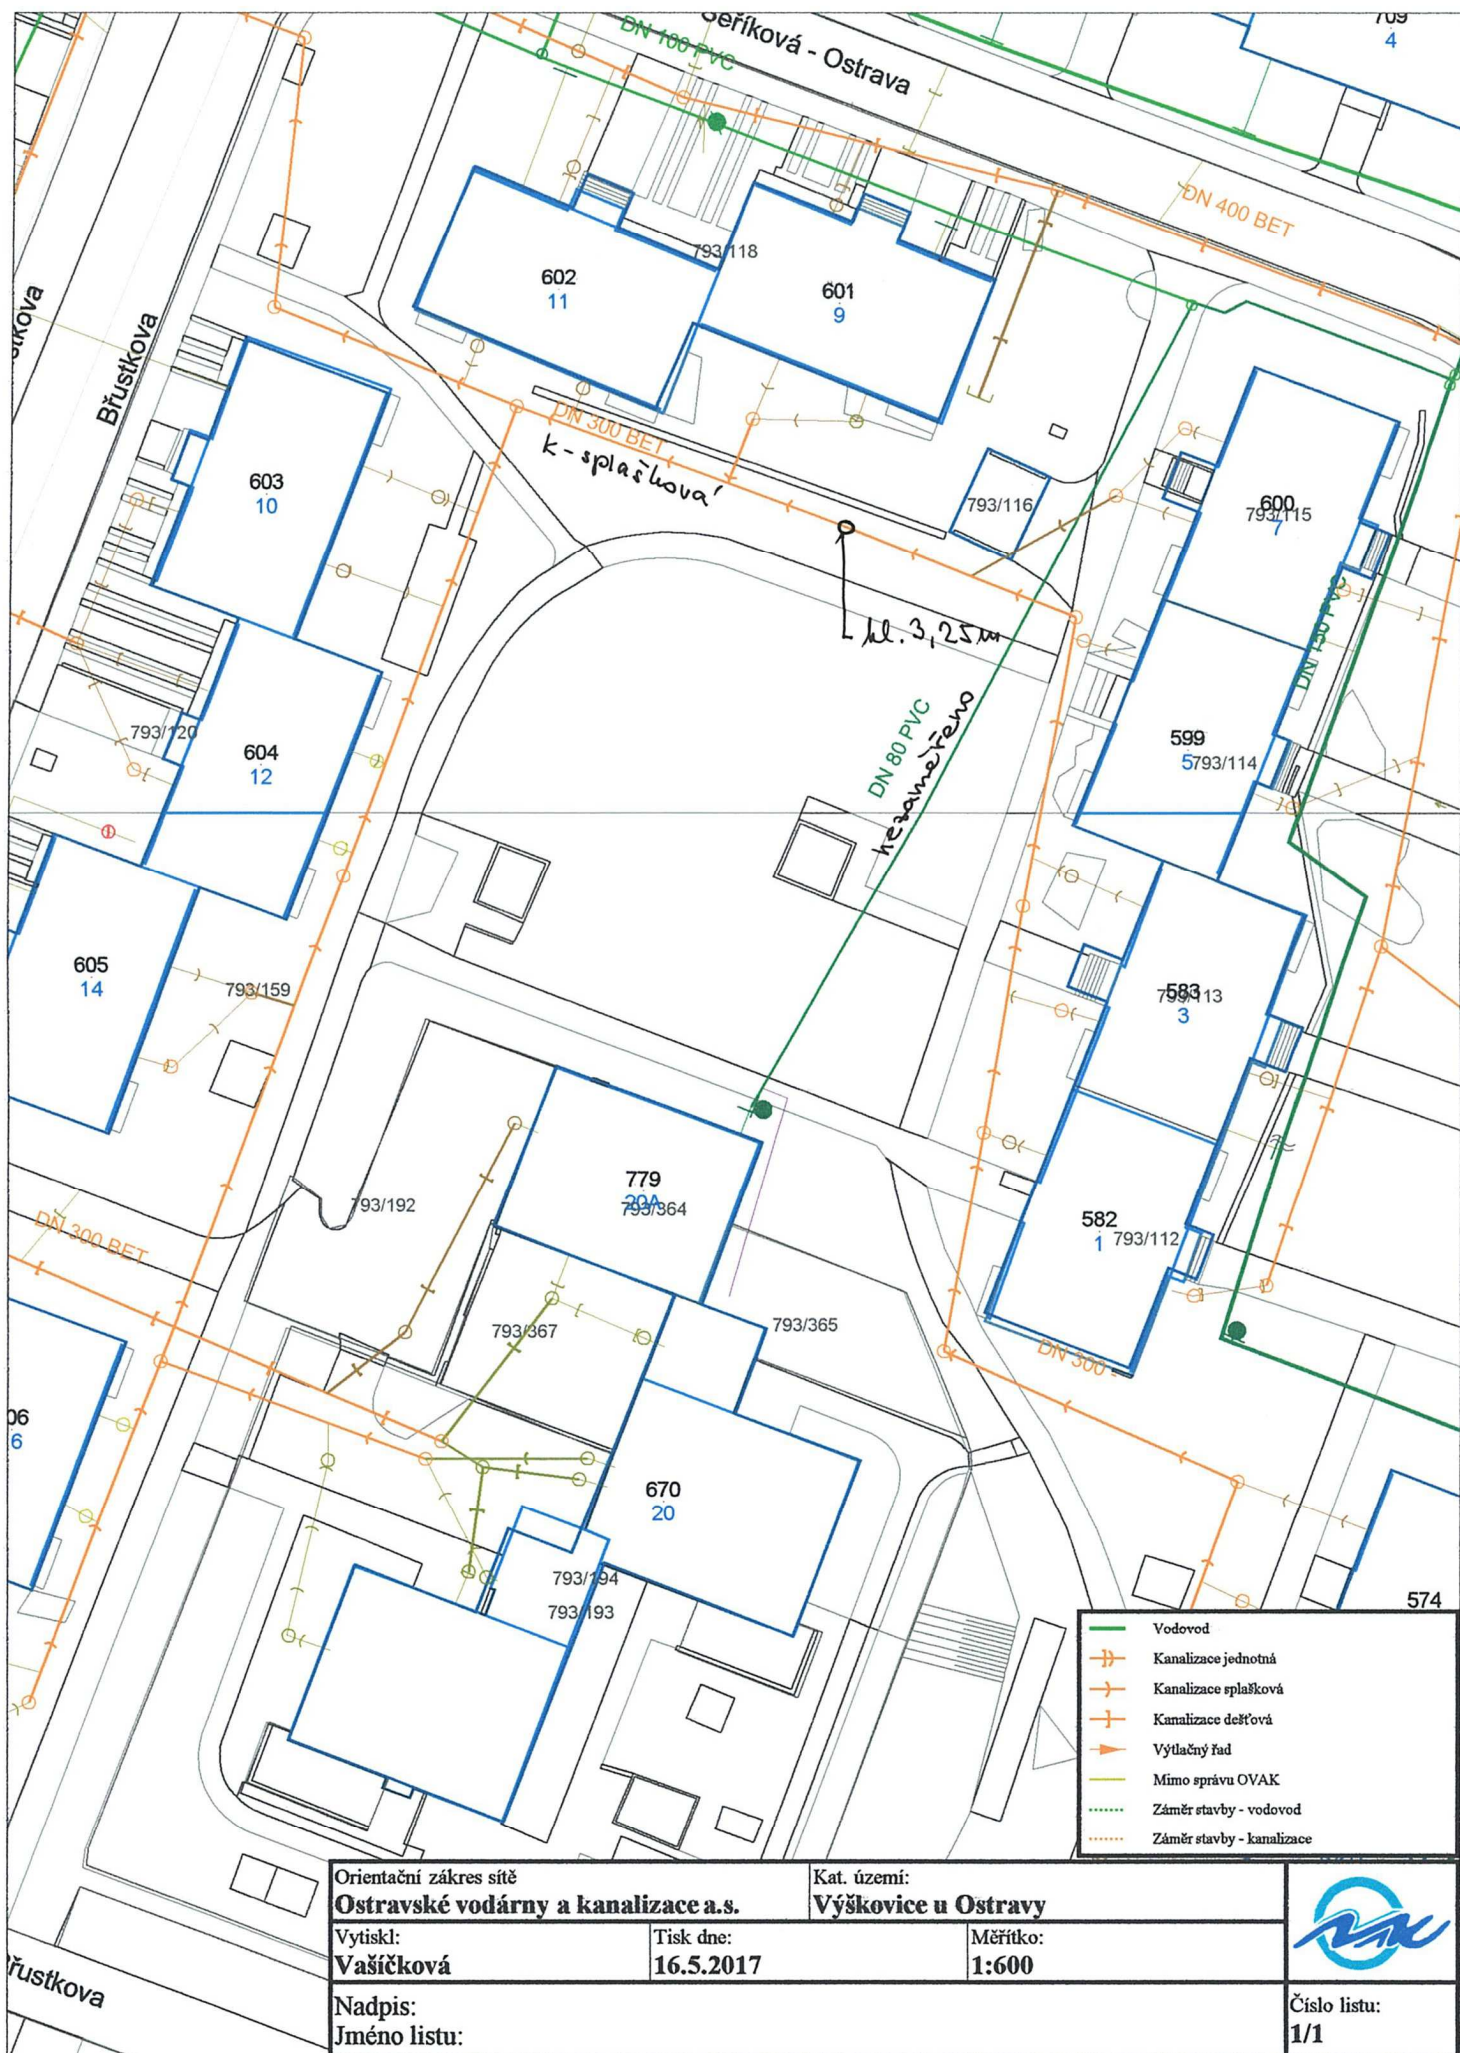 709
4
DN 100 PVC
Šeříková - Ostrava
DN 400 BET
793/118
602
11
601
9
Břustkova
DN 300 BET
k-splašková
603
10
793/116
600
793/115
7
hl. 3,25m
DN 150 PVC
DN 80 PVC
nezaměřeno
793/120
604
12
599
5 793/114
605
14
793/159
583
793/113
3
779
20A
793/364
793/192
582
1
793/112
DN 300 BET
793/367
793/365
DN 300 -
06
6
670
20
793/194
793/193
574
Vodovod
Kanalizace jednotná
Kanalizace splašková
Kanalizace dešťová
Výtlačný řad
Mimo správu OVAK
Záměr stavby - vodovod
Záměr stavby - kanalizace
Orientační zákres sítě
Ostravské vodárny a kanalizace a.s.
Kat. území:
Výškovice u Ostravy
Vytiskl:
Vašíčková
Tisk dne:
16.5.2017
Měřítko:
1:600
Nadpis:
Jméno listu:
Číslo listu:
1/1